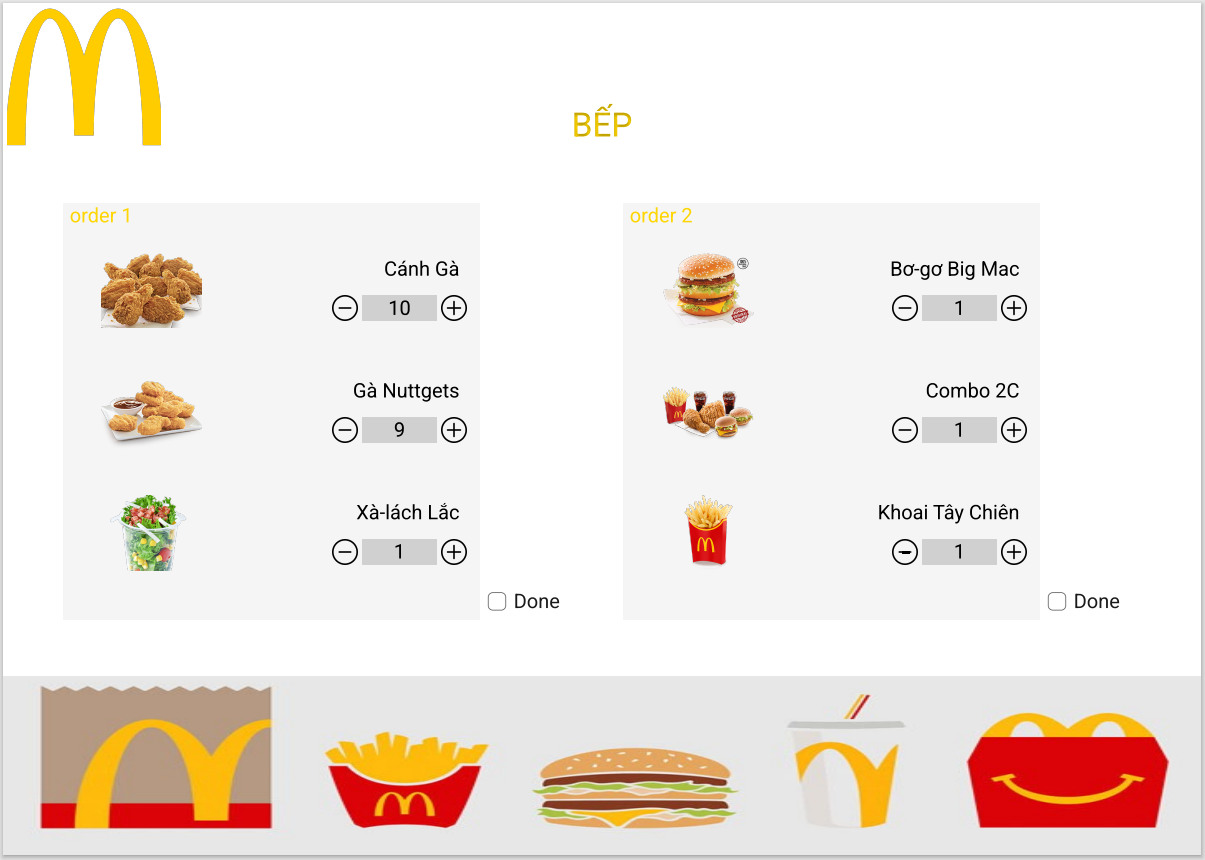 BẾP
order 1
Cánh Gà
10
Gà Nuttgets
9
Xà-lách Lắc
1
Done
order 2
Bơ-gơ Big Mac
1
Combo 2C
1
Khoai Tây Chiên
1
Done